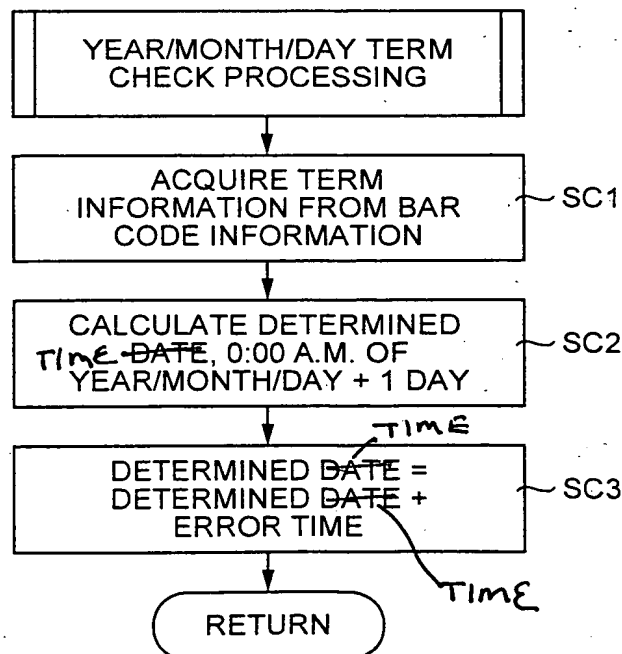 YEAR/MONTH/DAY TERM
CHECK PROCESSING
ACQUIRE TERM
INFORMATION FROM BAR
CODE INFORMATION
SC1
CALCULATE DETERMINED
TIME DATE, 0:00 A.M. OF
YEAR/MONTH/DAY + 1 DAY
SC2
TIME
DETERMINED DATE =
DETERMINED DATE +
ERROR TIME
SC3
TIME
RETURN